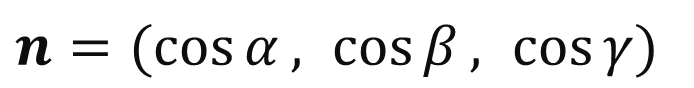 𝒏 = (cos 𝛼 , cos 𝛽 , cos 𝛾)